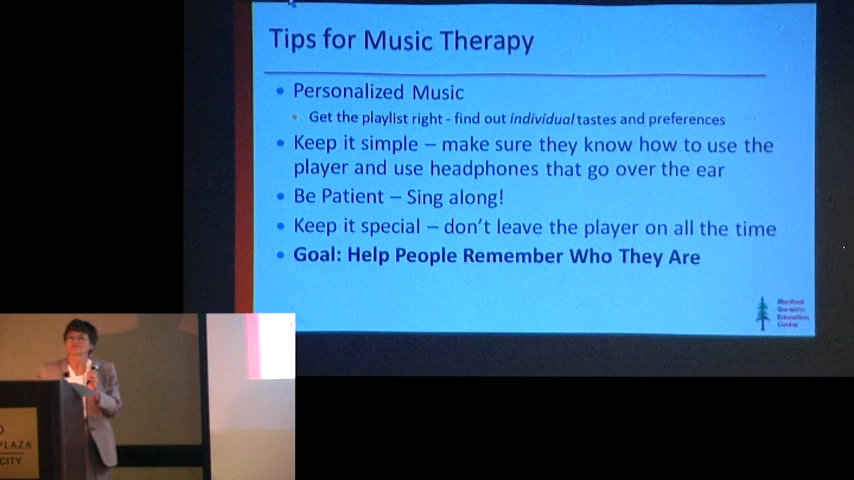 Tips for Music Therapy
• Personalized Music
• Get the playlist right - find out individual tastes and preferences
• Keep it simple – make sure they know how to use the
player and use headphones that go over the ear
• Be Patient – Sing along!
• Keep it special – don't leave the player on all the time
• Goal: Help People Remember Who They Are
Stanford
Geriatric
Education
Center
PLAZA
CITY